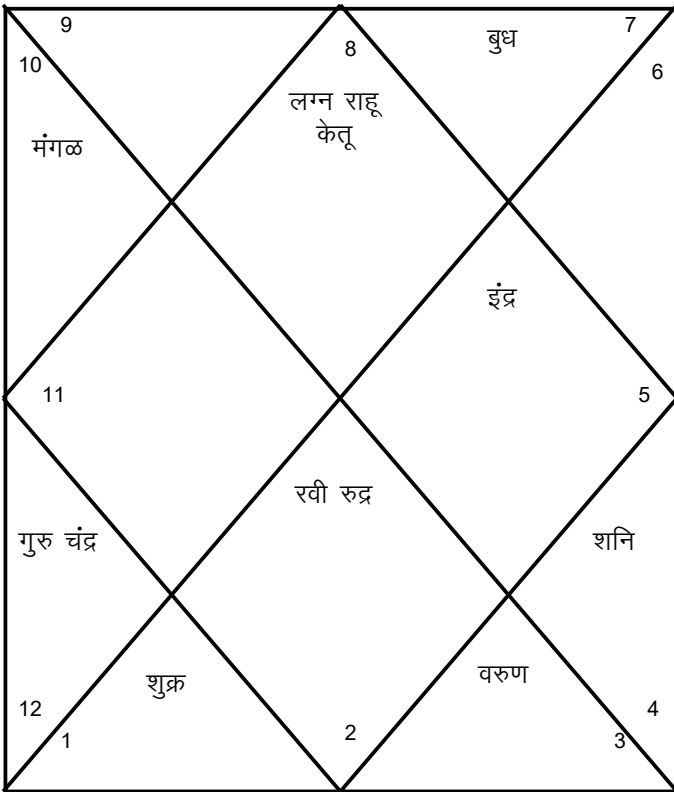 9
8
बुध
7
10
6
लग्न राहू
केतू
मंगळ
इंद्र
11
5
रवी रुद्र
गुरु चंद्र
शनि
शुक्र
वरुण
12
4
1
2
3